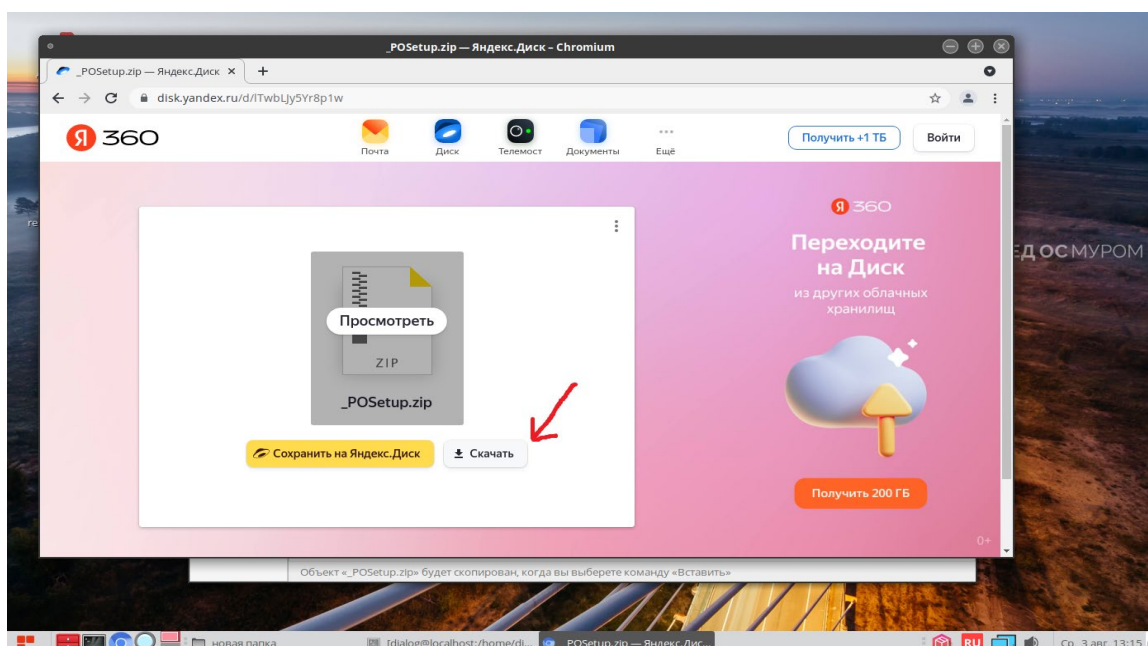 _POSetup.zip — Яндекс.Диск – Chromium
_POSetup.zip — Яндекс.Диск
disk.yandex.ru/d/lTwbLJy5Yr8p1w
Я 360
Почта
Диск
Телемост
Документы
Ещё
Получить +1 ТБ
Войти
Просмотреть
ZIP
_POSetup.zip
Сохранить на Яндекс.Диск
Скачать
Я 360
Переходите
на Диск
из других облачных
хранилищ
Получить 200 ГБ
0+
re
ЕД ОС МУРОМ
Объект «_POSetup.zip» будет скопирован, когда вы выберете команду «Вставить»
новая папка
[dialog@localhost:/home/di...
_POSetup.zip — Яндекс.Дис...
RU
Ср, 3 авг, 13:15